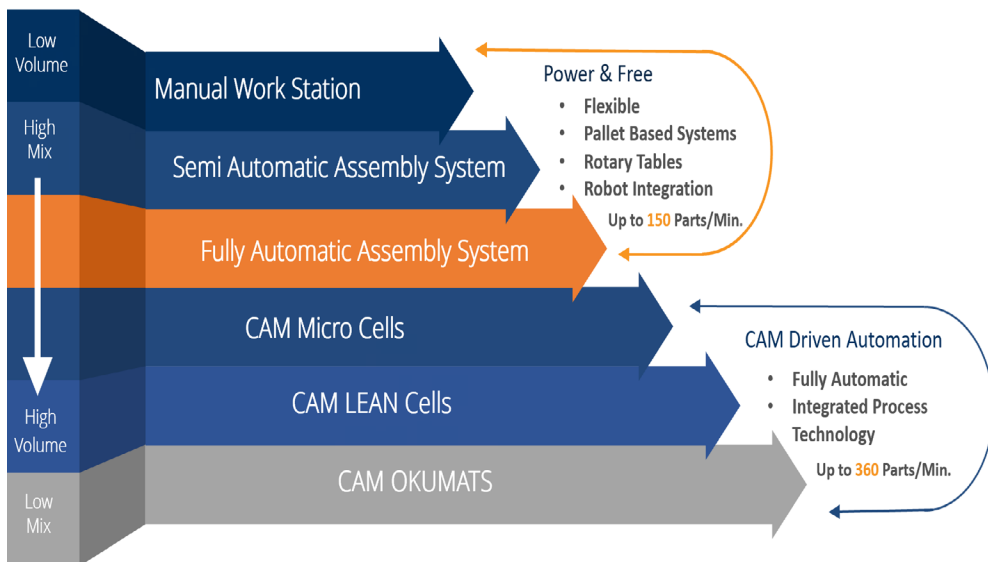 Low
Volume
High
Mix
High
Volume
Low
Mix
Manual Work Station
Semi Automatic Assembly System
Fully Automatic Assembly System
CAM Micro Cells
CAM LEAN Cells
CAM OKUMATS
Power & Free
• Flexible
• Pallet Based Systems
• Rotary Tables
• Robot Integration
Up to 150 Parts/Min.
CAM Driven Automation
• Fully Automatic
• Integrated Process
Technology
Up to 360 Parts/Min.